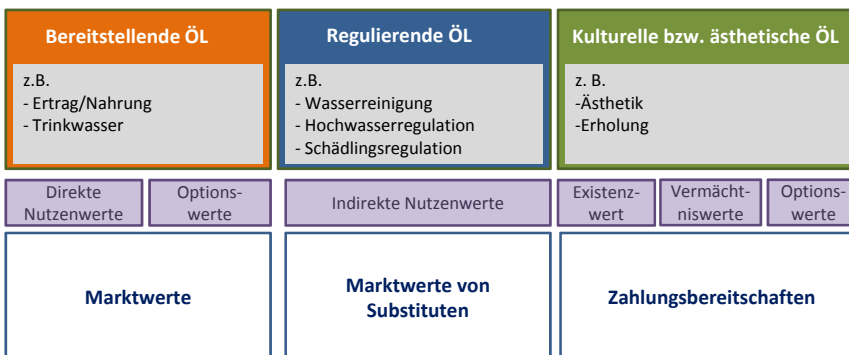 Bereitstellende ÖL
z.B.
- Ertrag/Nahrung
- Trinkwasser
Regulierende ÖL
z.B.
- Wasserreinigung
- Hochwasserregulation
- Schädlingsregulation
Kulturelle bzw. ästhetische ÖL
z. B.
-Ästhetik
-Erholung
Direkte
Nutzenwerte
Options-
werte
Indirekte Nutzenwerte
Existenz-
wert
Vermächt-
niswerte
Options-
werte
Marktwerte
Marktwerte von
Substituten
Zahlungsbereitschaften